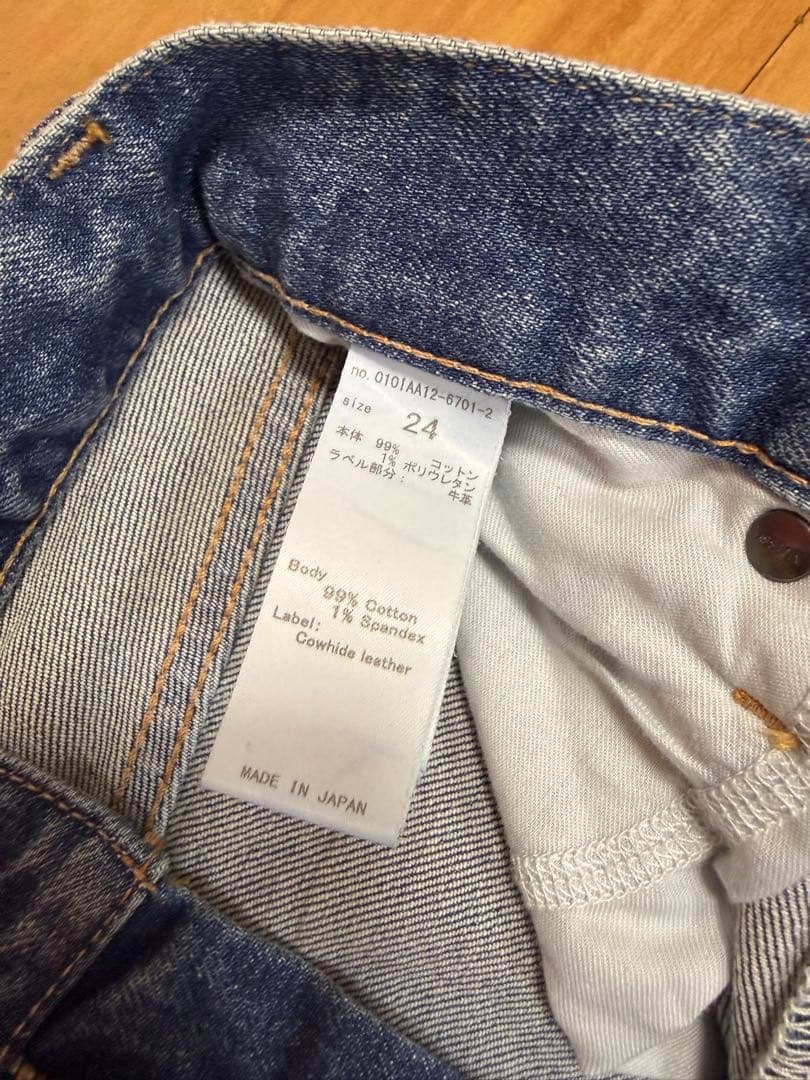 no. 0101AA12-6701-2
size 24
本体 99% コットン
1% ポリウレタン
ラベル部分: 牛革
Body
99% Cotton
1% Spandex
Label:
Cowhide leather
MADE IN JAPAN